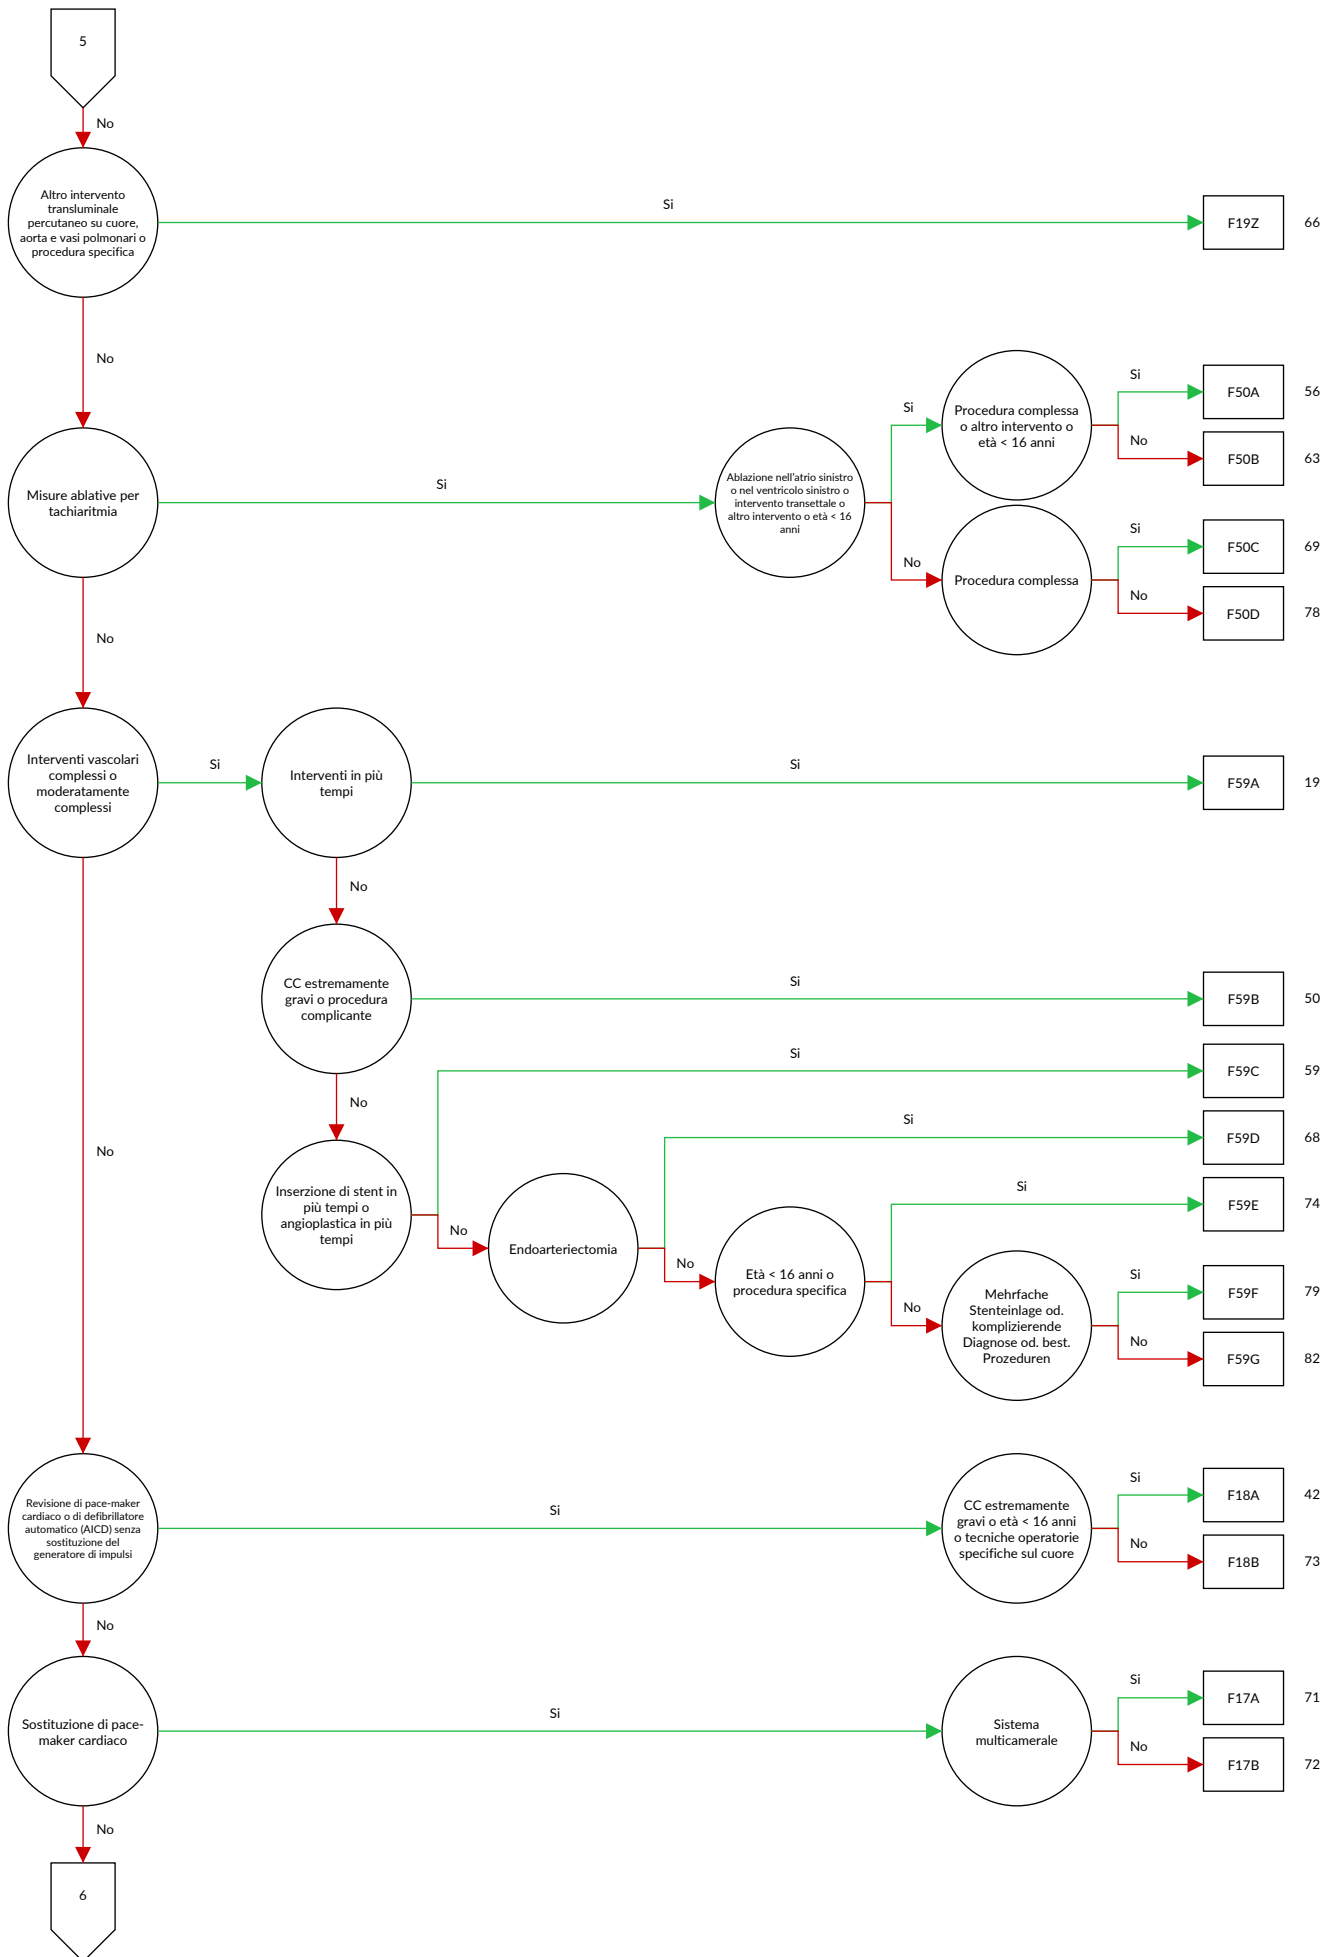 5
No
Altro intervento
transluminale
percutaneo su cuore,
aorta e vasi polmonari o
procedura specifica
Si
F19Z
66
No
Misure ablative per
tachiaritmia
Si
Ablazione nell'atrio sinistro
o nel ventricolo sinistro o
intervento transettale o
altro intervento o età < 16
anni
Si
Procedura complessa
o altro intervento o
età < 16 anni
Si
F50A
56
No
F50B
63
No
Procedura complessa
Si
F50C
69
No
F50D
78
No
Interventi vascolari
complessi o
moderatamente
complessi
Si
Interventi in più
tempi
Si
F59A
19
No
CC estremamente
gravi o procedura
complicante
Si
F59B
50
No
Inserzione di stent in
più tempi o
angioplastica in più
tempi
Si
F59C
59
No
Endoarteriectomia
Si
F59D
68
No
Età < 16 anni o
procedura specifica
Si
F59E
74
No
Mehrfache
Stenteinlage od.
komplizierende
Diagnose od. best.
Prozeduren
Si
F59F
79
No
F59G
82
No
Revisione di pace-maker
cardiaco o di defibrillatore
automatico (AICD) senza
sostituzione del
generatore di impulsi
Si
CC estremamente
gravi o età < 16 anni
o tecniche operatorie
specifiche sul cuore
Si
F18A
42
No
F18B
73
No
Sostituzione di pace-
maker cardiaco
Si
Sistema
multicamerale
Si
F17A
71
No
F17B
72
No
6